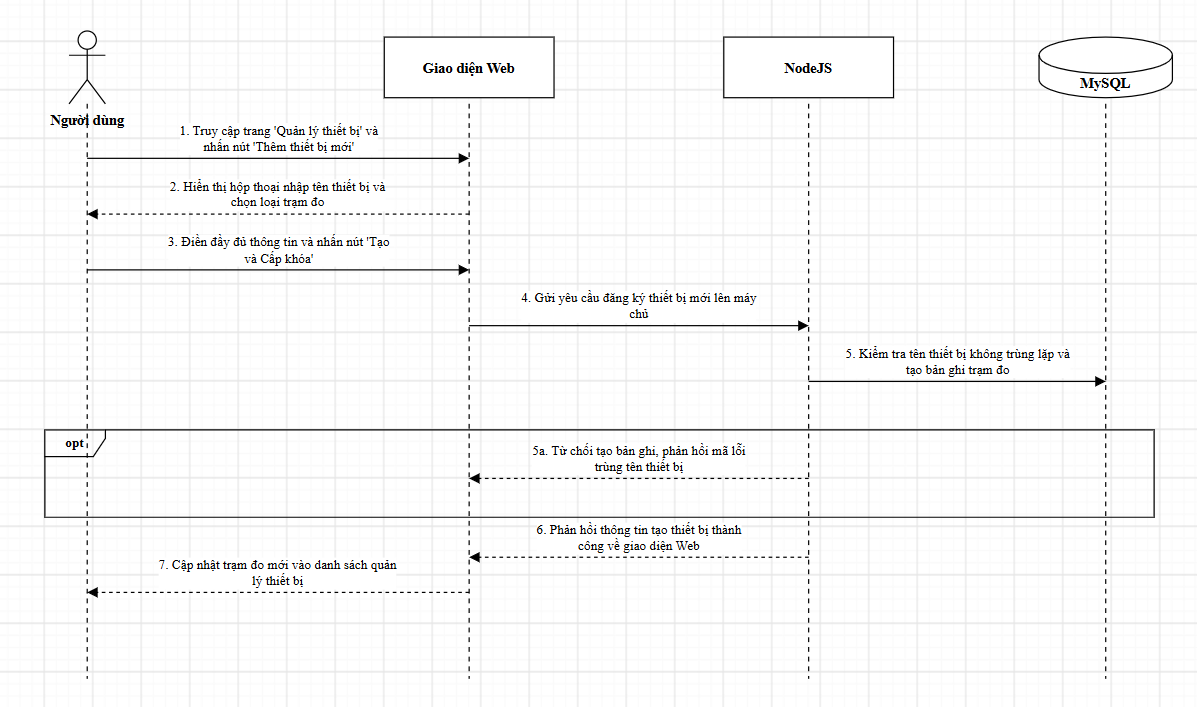 Giao diện Web
NodeJS
MySQL
Người dùng
1. Truy cập trang 'Quản lý thiết bị' và
nhấn nút 'Thêm thiết bị mới'
2. Hiển thị hộp thoại nhập tên thiết bị và
chọn loại trạm đo
3. Điền đầy đủ thông tin và nhấn nút 'Tạo
và Cấp khóa'
4. Gửi yêu cầu đăng ký thiết bị mới lên máy
chủ
5. Kiểm tra tên thiết bị không trùng lặp và
tạo bản ghi trạm đo
opt
5a. Từ chối tạo bản ghi, phản hồi mã lỗi
trùng tên thiết bị
6. Phản hồi thông tin tạo thiết bị thành
công về giao diện Web
7. Cập nhật trạm đo mới vào danh sách quản
lý thiết bị